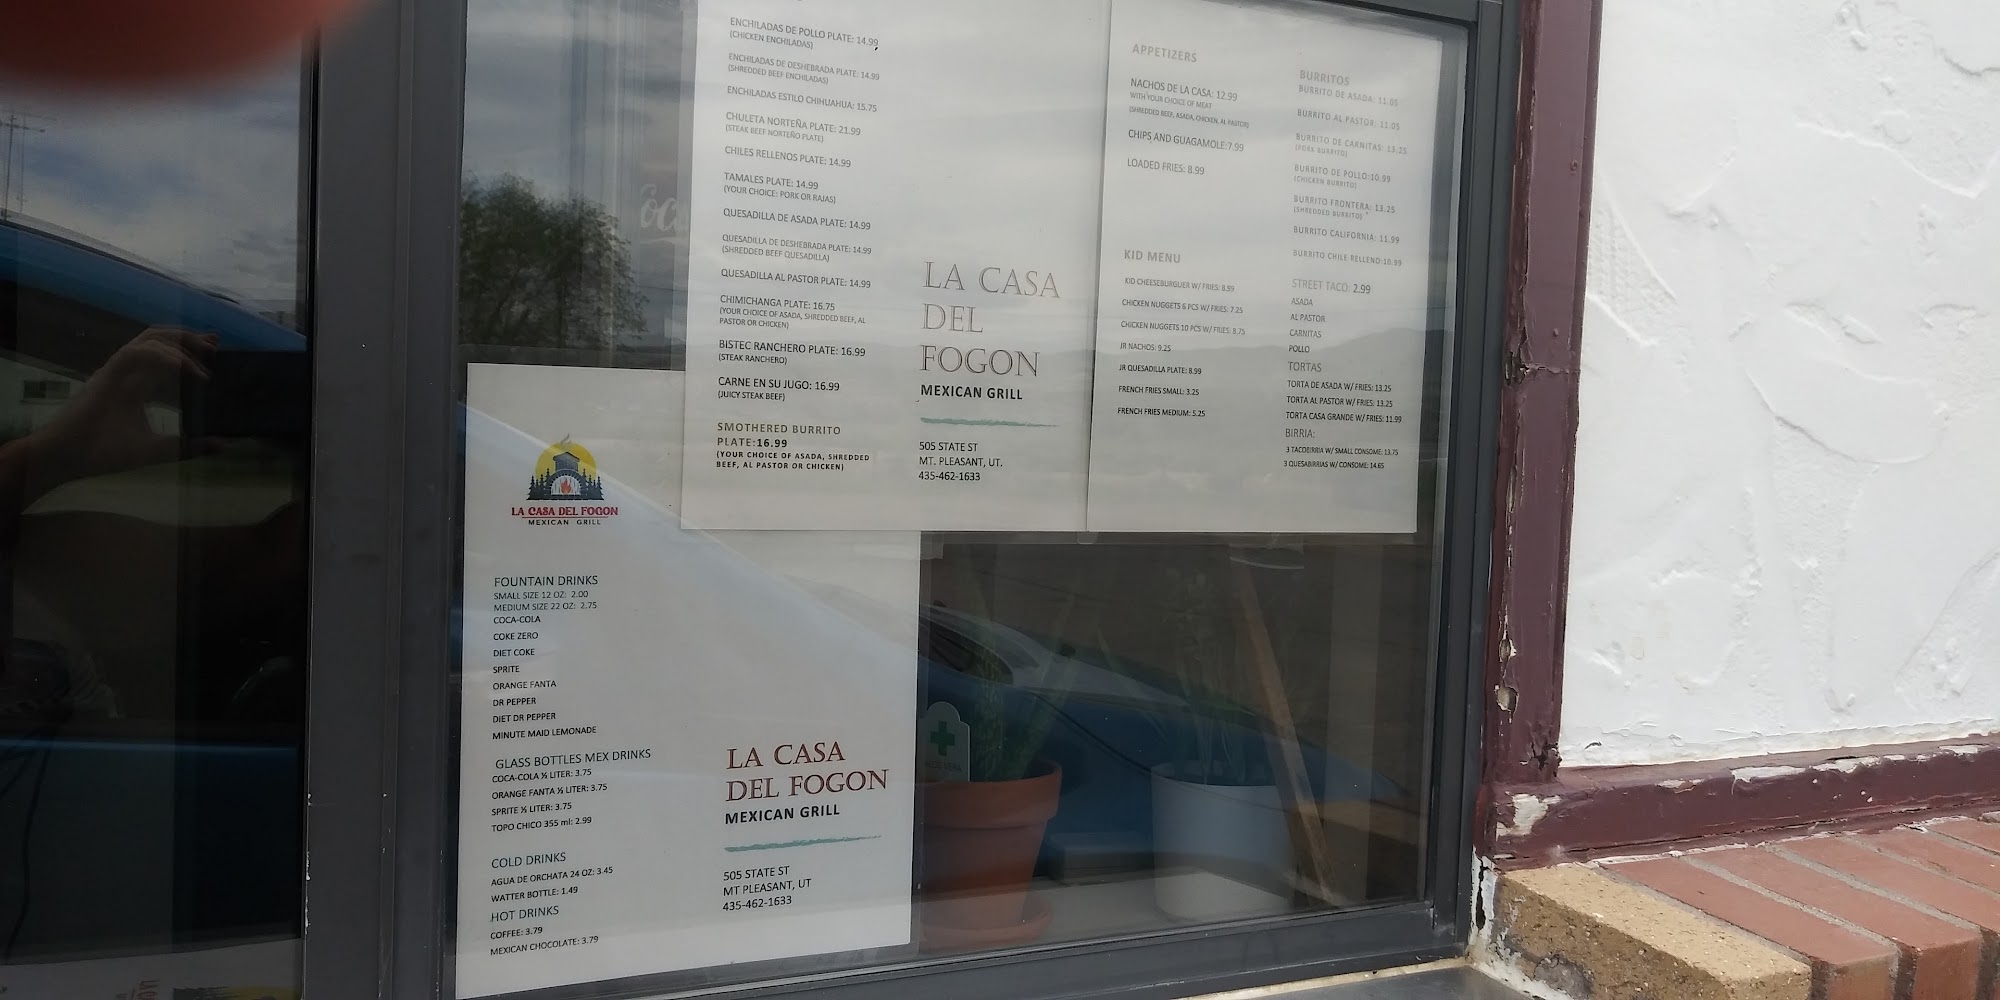 ENCHILADAS DE POLLO PLATE: 14.99
(CHICKEN ENCHILADAS)
ENCHILADAS DE DESHEBRADA PLATE: 14.99
(SHREDDED BEEF ENCHILADAS)
ENCHILADAS ESTILO CHIHUAHUA: 15.75
CHULETA NORTEÑA PLATE: 21.99
(STEAK BEEF NORTEÑO PLATE)
CHILES RELLENOS PLATE: 14.99
TAMALES PLATE: 14.99
(YOUR CHOICE: PORK OR RAJAS)
QUESADILLA DE ASADA PLATE: 14.99
QUESADILLA DE DESHEBRADA PLATE: 14.99
(SHREDDED BEEF QUESADILLA)
QUESADILLA AL PASTOR PLATE: 14.99
CHIMICHANGA PLATE: 16.75
(YOUR CHOICE OF ASADA, SHREDDED BEEF, AL
PASTOR OR CHICKEN)
BISTEC RANCHERO PLATE: 16.99
(STEAK RANCHERO)
CARNE EN SU JUGO: 16.99
(JUICY STEAK BEEF)
SMOTHERED BURRITO
PLATE:16.99
(YOUR CHOICE OF ASADA, SHREDDED
BEEF, AL PASTOR OR CHICKEN)
LA CASA
DEL
FOGON
MEXICAN GRILL
505 STATE ST
MT. PLEASANT, UT.
435-462-1633
APPETIZERS
NACHOS DE LA CASA: 12.99
WITH YOUR CHOICE OF MEAT
(SHREDDED BEEF, ASADA, CHICKEN, AL PASTOR)
CHIPS AND GUAGAMOLE:7.99
LOADED FRIES: 8.99
KID MENU
KID CHEESEBURGUER W/ FRIES: 8.99
CHICKEN NUGGETS 6 PCS W/ FRIES: 7.25
CHICKEN NUGGETS 10 PCS W/ FRIES: 8.75
JR NACHOS: 9.25
JR QUESADILLA PLATE: 8.99
FRENCH FRIES SMALL: 3.25
FRENCH FRIES MEDIUM: 5.25
BURRITOS
BURRITO DE ASADA: 11.05
BURRITO AL PASTOR: 11.05
BURRITO DE CARNITAS: 13.25
(PORK BURRITO)
BURRITO DE POLLO:10.99
(CHICKEN BURRITO)
BURRITO FRONTERA: 13.25
(SHREDDED BURRITO)
BURRITO CALIFORNIA: 11.99
BURRITO CHILE RELLENO:10.99
STREET TACO: 2.99
ASADA
AL PASTOR
CARNITAS
POLLO
TORTAS
TORTA DE ASADA W/ FRIES: 13.25
TORTA AL PASTOR W/ FRIES: 13.25
TORTA CASA GRANDE W/ FRIES: 11.99
BIRRIA:
3 TACOBIRRIA W/ SMALL CONSOME: 13.75
3 QUESABIRRIAS W/ CONSOME: 14.65
LA CASA DEL FOGON
MEXICAN GRILL
FOUNTAIN DRINKS
SMALL SIZE 12 OZ: 2.00
MEDIUM SIZE 22 OZ: 2.75
COCA-COLA
COKE ZERO
DIET COKE
SPRITE
ORANGE FANTA
DR PEPPER
DIET DR PEPPER
MINUTE MAID LEMONADE
GLASS BOTTLES MEX DRINKS
COCA-COLA ½ LITER: 3.75
ORANGE FANTA ½ LITER: 3.75
SPRITE ½ LITER: 3.75
TOPO CHICO 355 ml: 2.99
COLD DRINKS
AGUA DE ORCHATA 24 OZ: 3.45
WATTER BOTTLE: 1.49
HOT DRINKS
COFFEE: 3.79
MEXICAN CHOCOLATE: 3.79
LA CASA
DEL FOGON
MEXICAN GRILL
505 STATE ST
MT PLEASANT, UT
435-462-1633